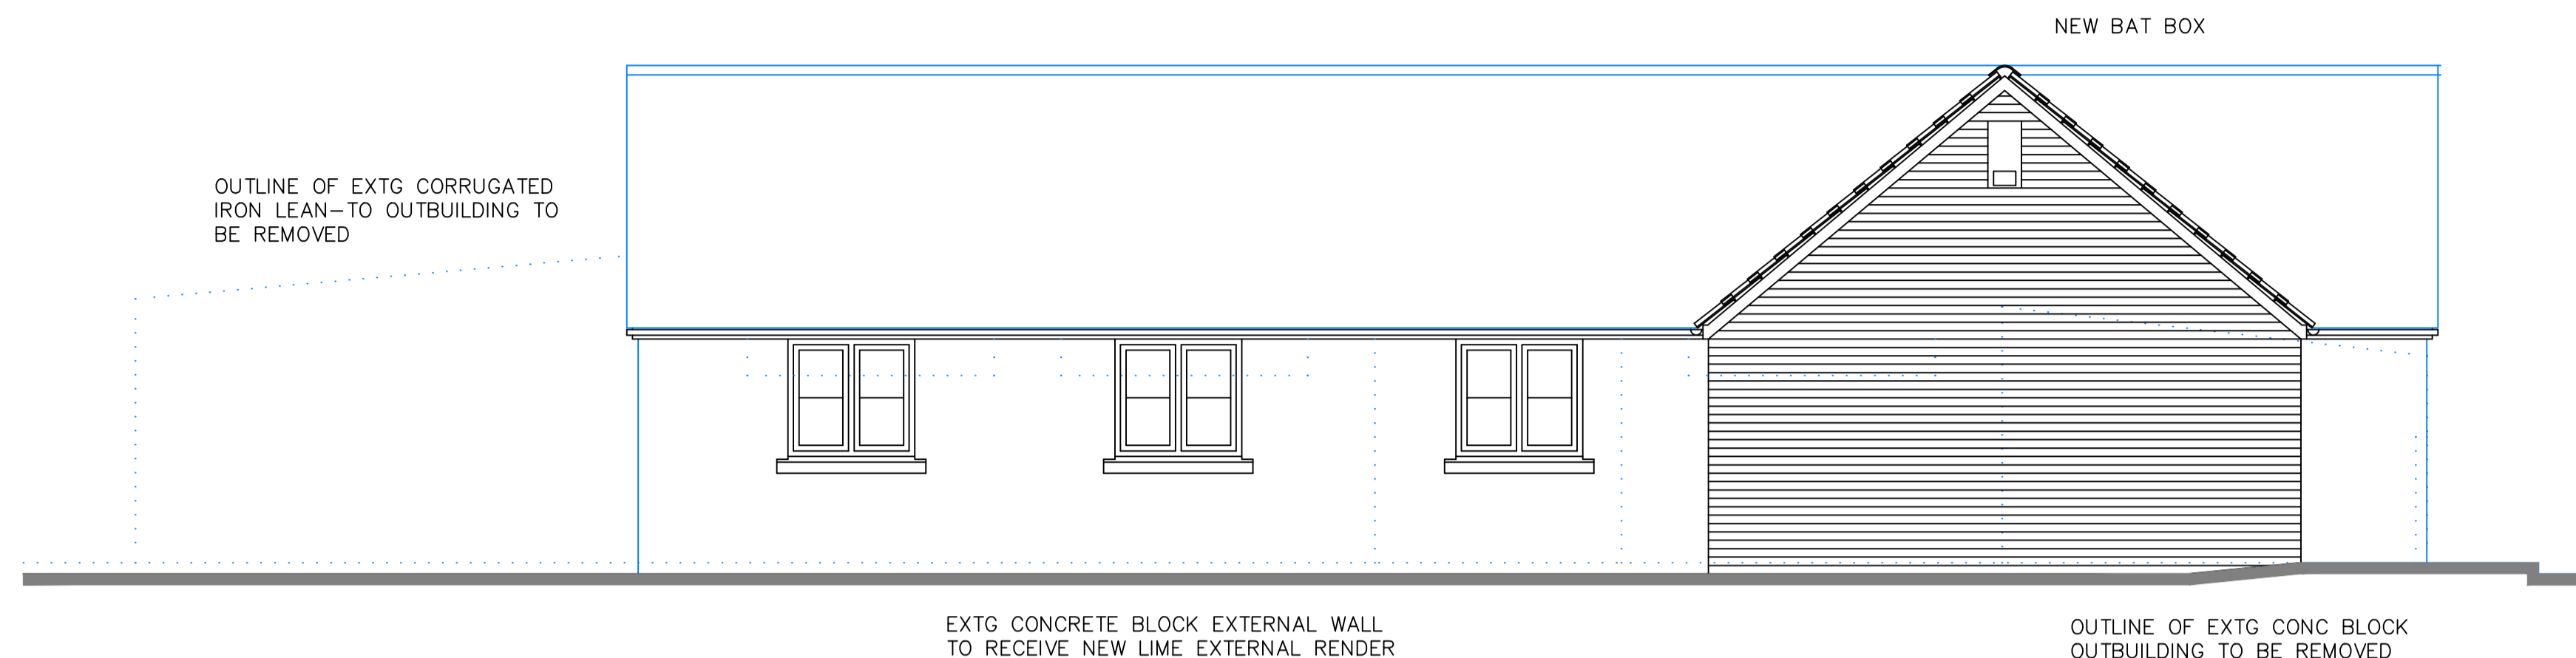 NEW BAT BOX
OUTLINE OF EXTG CORRUGATED
IRON LEAN-TO OUTBUILDING TO
BE REMOVED
EXTG CONCRETE BLOCK EXTERNAL WALL
TO RECEIVE NEW LIME EXTERNAL RENDER
OUTLINE OF EXTG CONC BLOCK
OUTBUILDING TO BE REMOVED